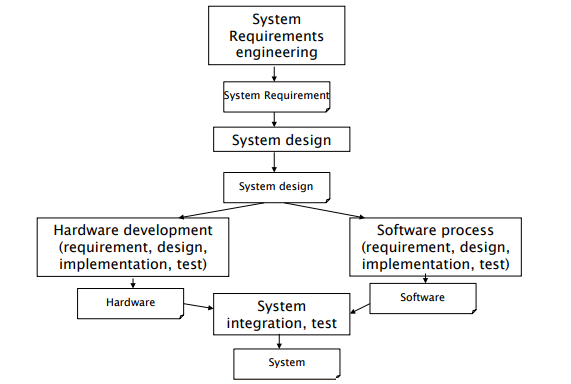 System
Requirements
engineering
System Requirement
System design
System design
Hardware development
(requirement, design,
implementation, test)
Software process
(requirement, design,
implementation, test)
Hardware
System
integration, test
Software
System